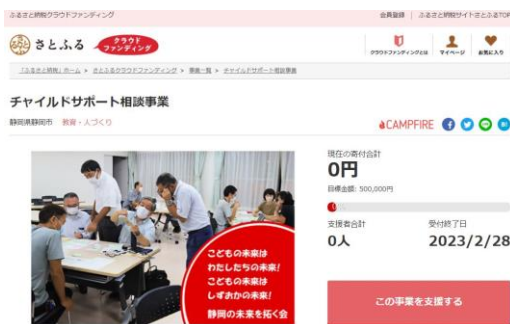 ふるさと納税クラウドファンディング
会員登録 ふるさと納税サイトさとふるTOP
さとふる
クラウド
ファンディング
クラウドファンディングとは
マイページ
お気に入り
「ふるさと納税」ホーム > さとふるクラウドファンディング > 事業一覧 > チャイルドサポート相談事業
チャイルドサポート相談事業
静岡県静岡市 教育・人づくり
CAMPFIRE
現在の寄付合計
0円
目標金額: 500,000円
支援者合計
0人
受付終了日
2023/2/28
こどもの未来は
わたしたちの未来!
こどもの未来は
しずおかの未来!
静岡の未来を拓く会
この事業を支援する